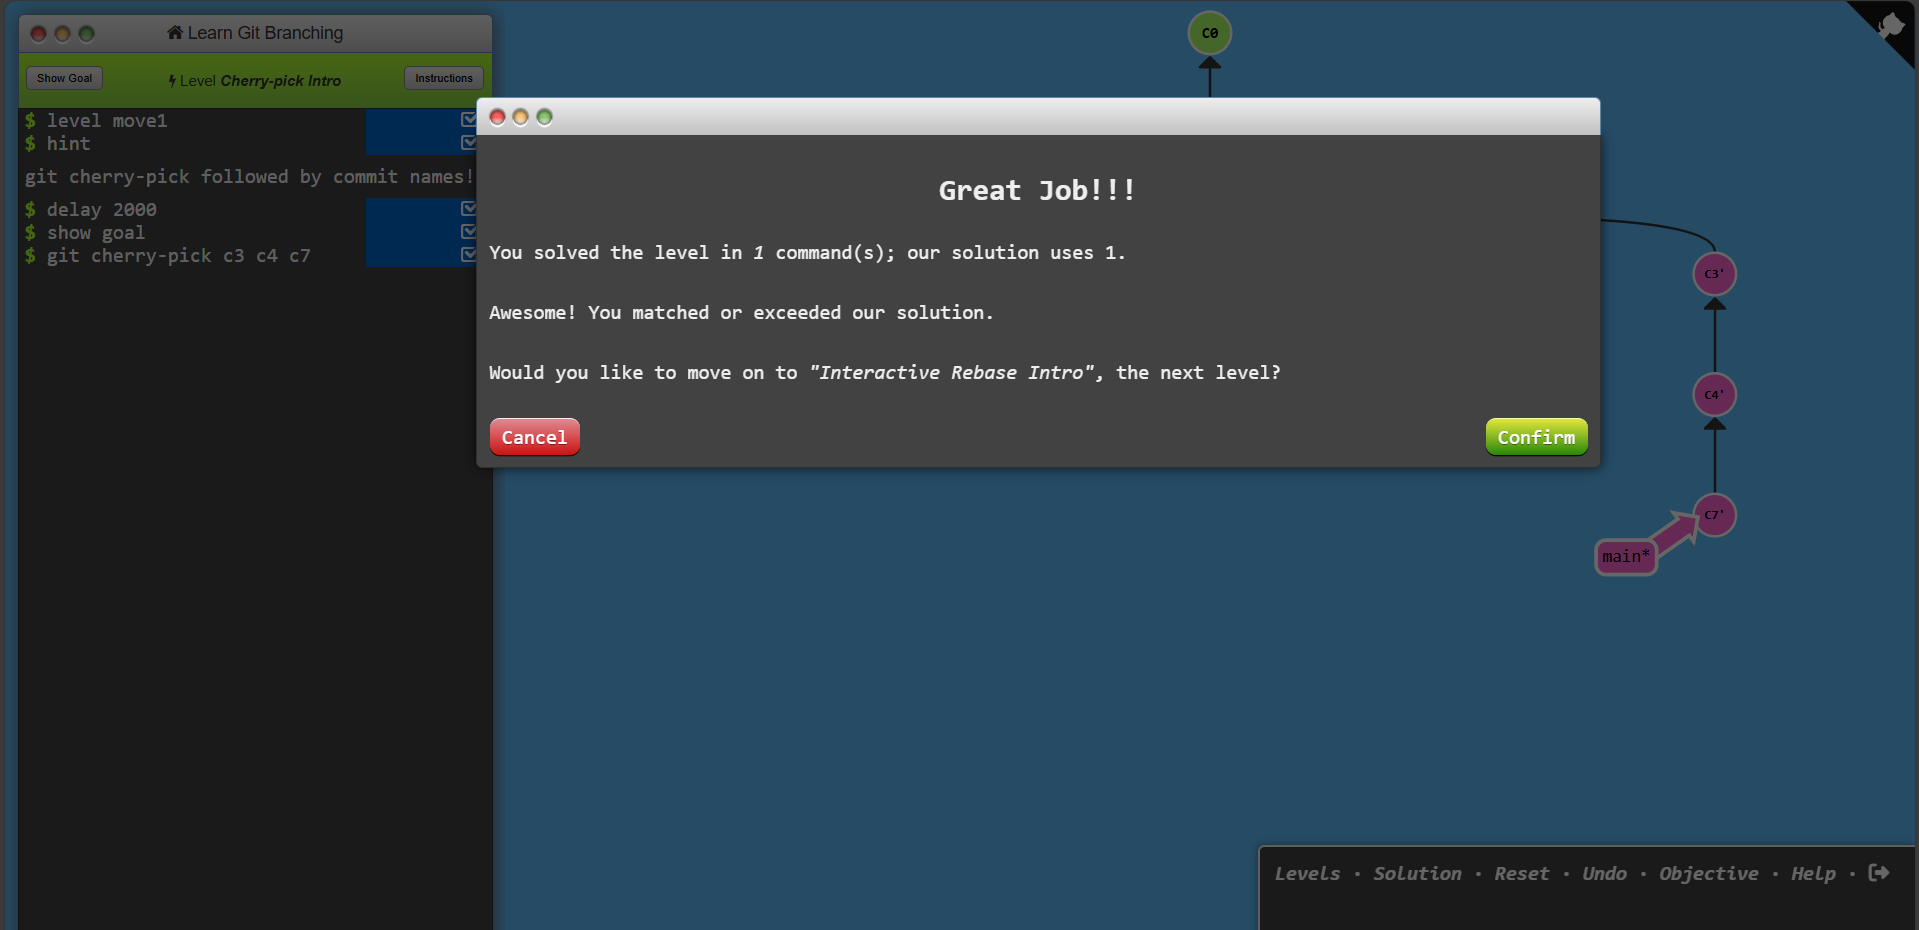 Learn Git Branching
Show Goal
Level Cherry-pick Intro
Instructions
$ level move1
$ hint
git cherry-pick followed by commit names!
$ delay 2000
$ show goal
$ git cherry-pick c3 c4 c7
C0
Great Job!!!
You solved the level in 1 command(s); our solution uses 1.
Awesome! You matched or exceeded our solution.
Would you like to move on to "Interactive Rebase Intro", the next level?
Cancel
Confirm
C3'
C4'
C7'
main*
Levels · Solution · Reset · Undo · Objective · Help ·